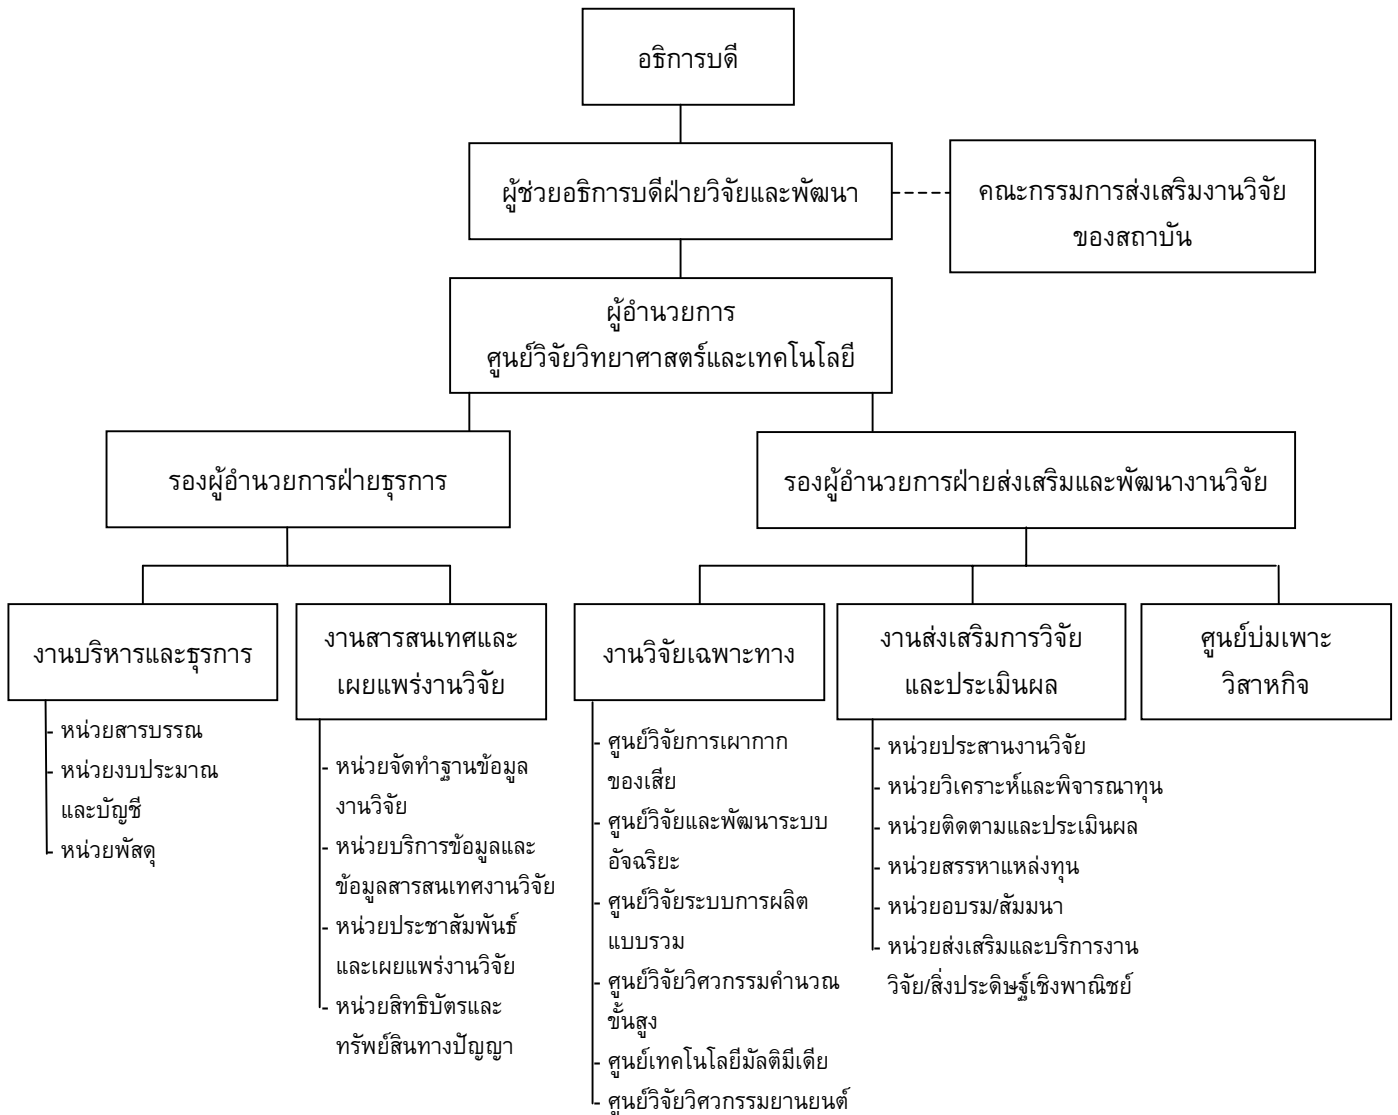 อธิการบดี
ผู้ช่วยอธิการบดีฝ่ายวิจัยและพัฒนา
คณะกรรมการส่งเสริมงานวิจัย
ของสถาบัน
ผู้อำนวยการ
ศูนย์วิจัยวิทยาศาสตร์และเทคโนโลยี
รองผู้อำนวยการฝ่ายธุรการ
รองผู้อำนวยการฝ่ายส่งเสริมและพัฒนางานวิจัย
งานบริหารและธุรการ
- หน่วยสารบรรณ
- หน่วยงบประมาณ
และบัญชี
- หน่วยพัสดุ
งานสารสนเทศและ
เผยแพร่งานวิจัย
- หน่วยจัดทำฐานข้อมูล
งานวิจัย
- หน่วยบริการข้อมูลและ
ข้อมูลสารสนเทศงานวิจัย
- หน่วยประชาสัมพันธ์
และเผยแพร่งานวิจัย
- หน่วยสิทธิบัตรและ
ทรัพย์สินทางปัญญา
งานวิจัยเฉพาะทาง
- ศูนย์วิจัยการเผากาก
ของเสีย
- ศูนย์วิจัยและพัฒนาระบบ
อัจฉริยะ
- ศูนย์วิจัยระบบการผลิต
แบบรวม
- ศูนย์วิจัยวิศวกรรมคำนวณ
ขั้นสูง
- ศูนย์เทคโนโลยีมัลติมีเดีย
- ศูนย์วิจัยวิศวกรรมยานยนต์
งานส่งเสริมการวิจัย
และประเมินผล
- หน่วยประสานงานวิจัย
- หน่วยวิเคราะห์และพิจารณาทุน
- หน่วยติดตามและประเมินผล
- หน่วยสรรหาแหล่งทุน
- หน่วยอบรม/สัมมนา
- หน่วยส่งเสริมและบริการงาน
วิจัย/สิ่งประดิษฐ์เชิงพาณิชย์
ศูนย์บ่มเพาะ
วิสาหกิจ